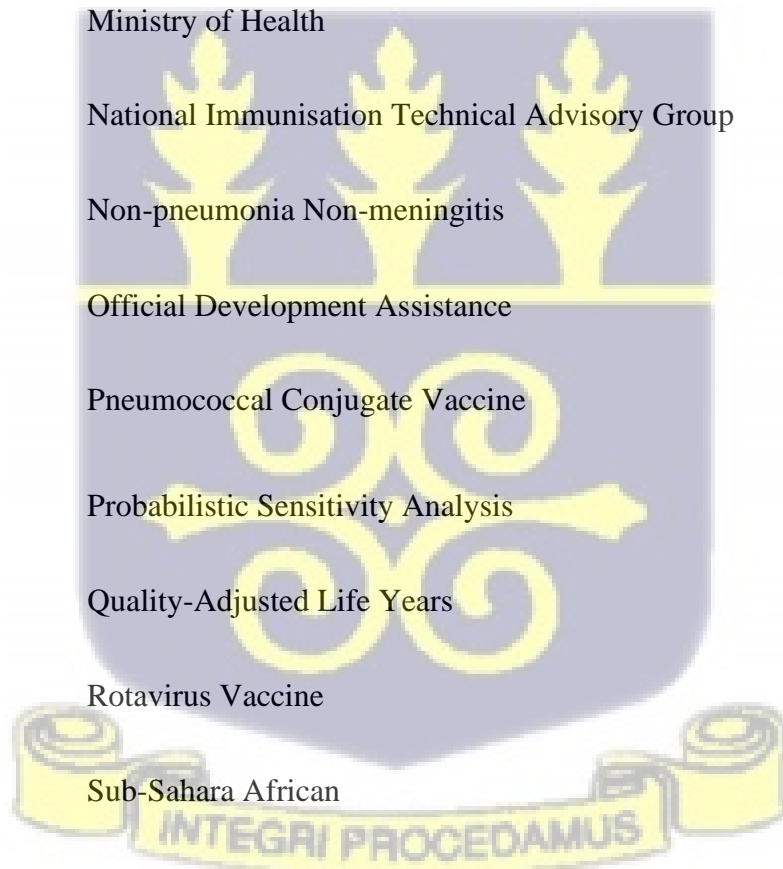 Ministry of Health
National Immunisation Technical Advisory Group
Non-pneumonia Non-meningitis
Official Development Assistance
Pneumococcal Conjugate Vaccine
Probabilistic Sensitivity Analysis
Quality-Adjusted Life Years
Rotavirus Vaccine
Sub-Sahara African
INTEGRI PROCEDAMUS